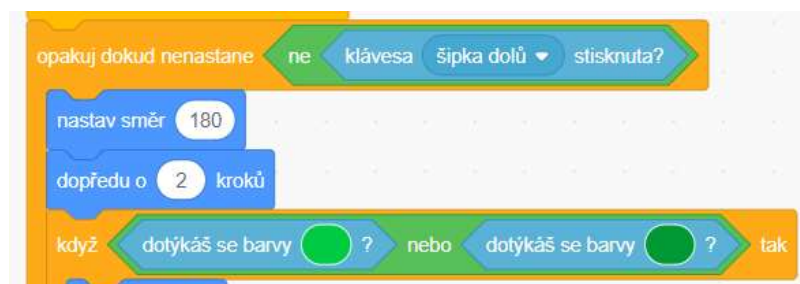 opakuj dokud nenastane ne klávesa šipka dolů stisknuta?
nastav směr 180
dopředu o 2 kroků
když dotýkáš se barvy ? nebo dotýkáš se barvy ? tak